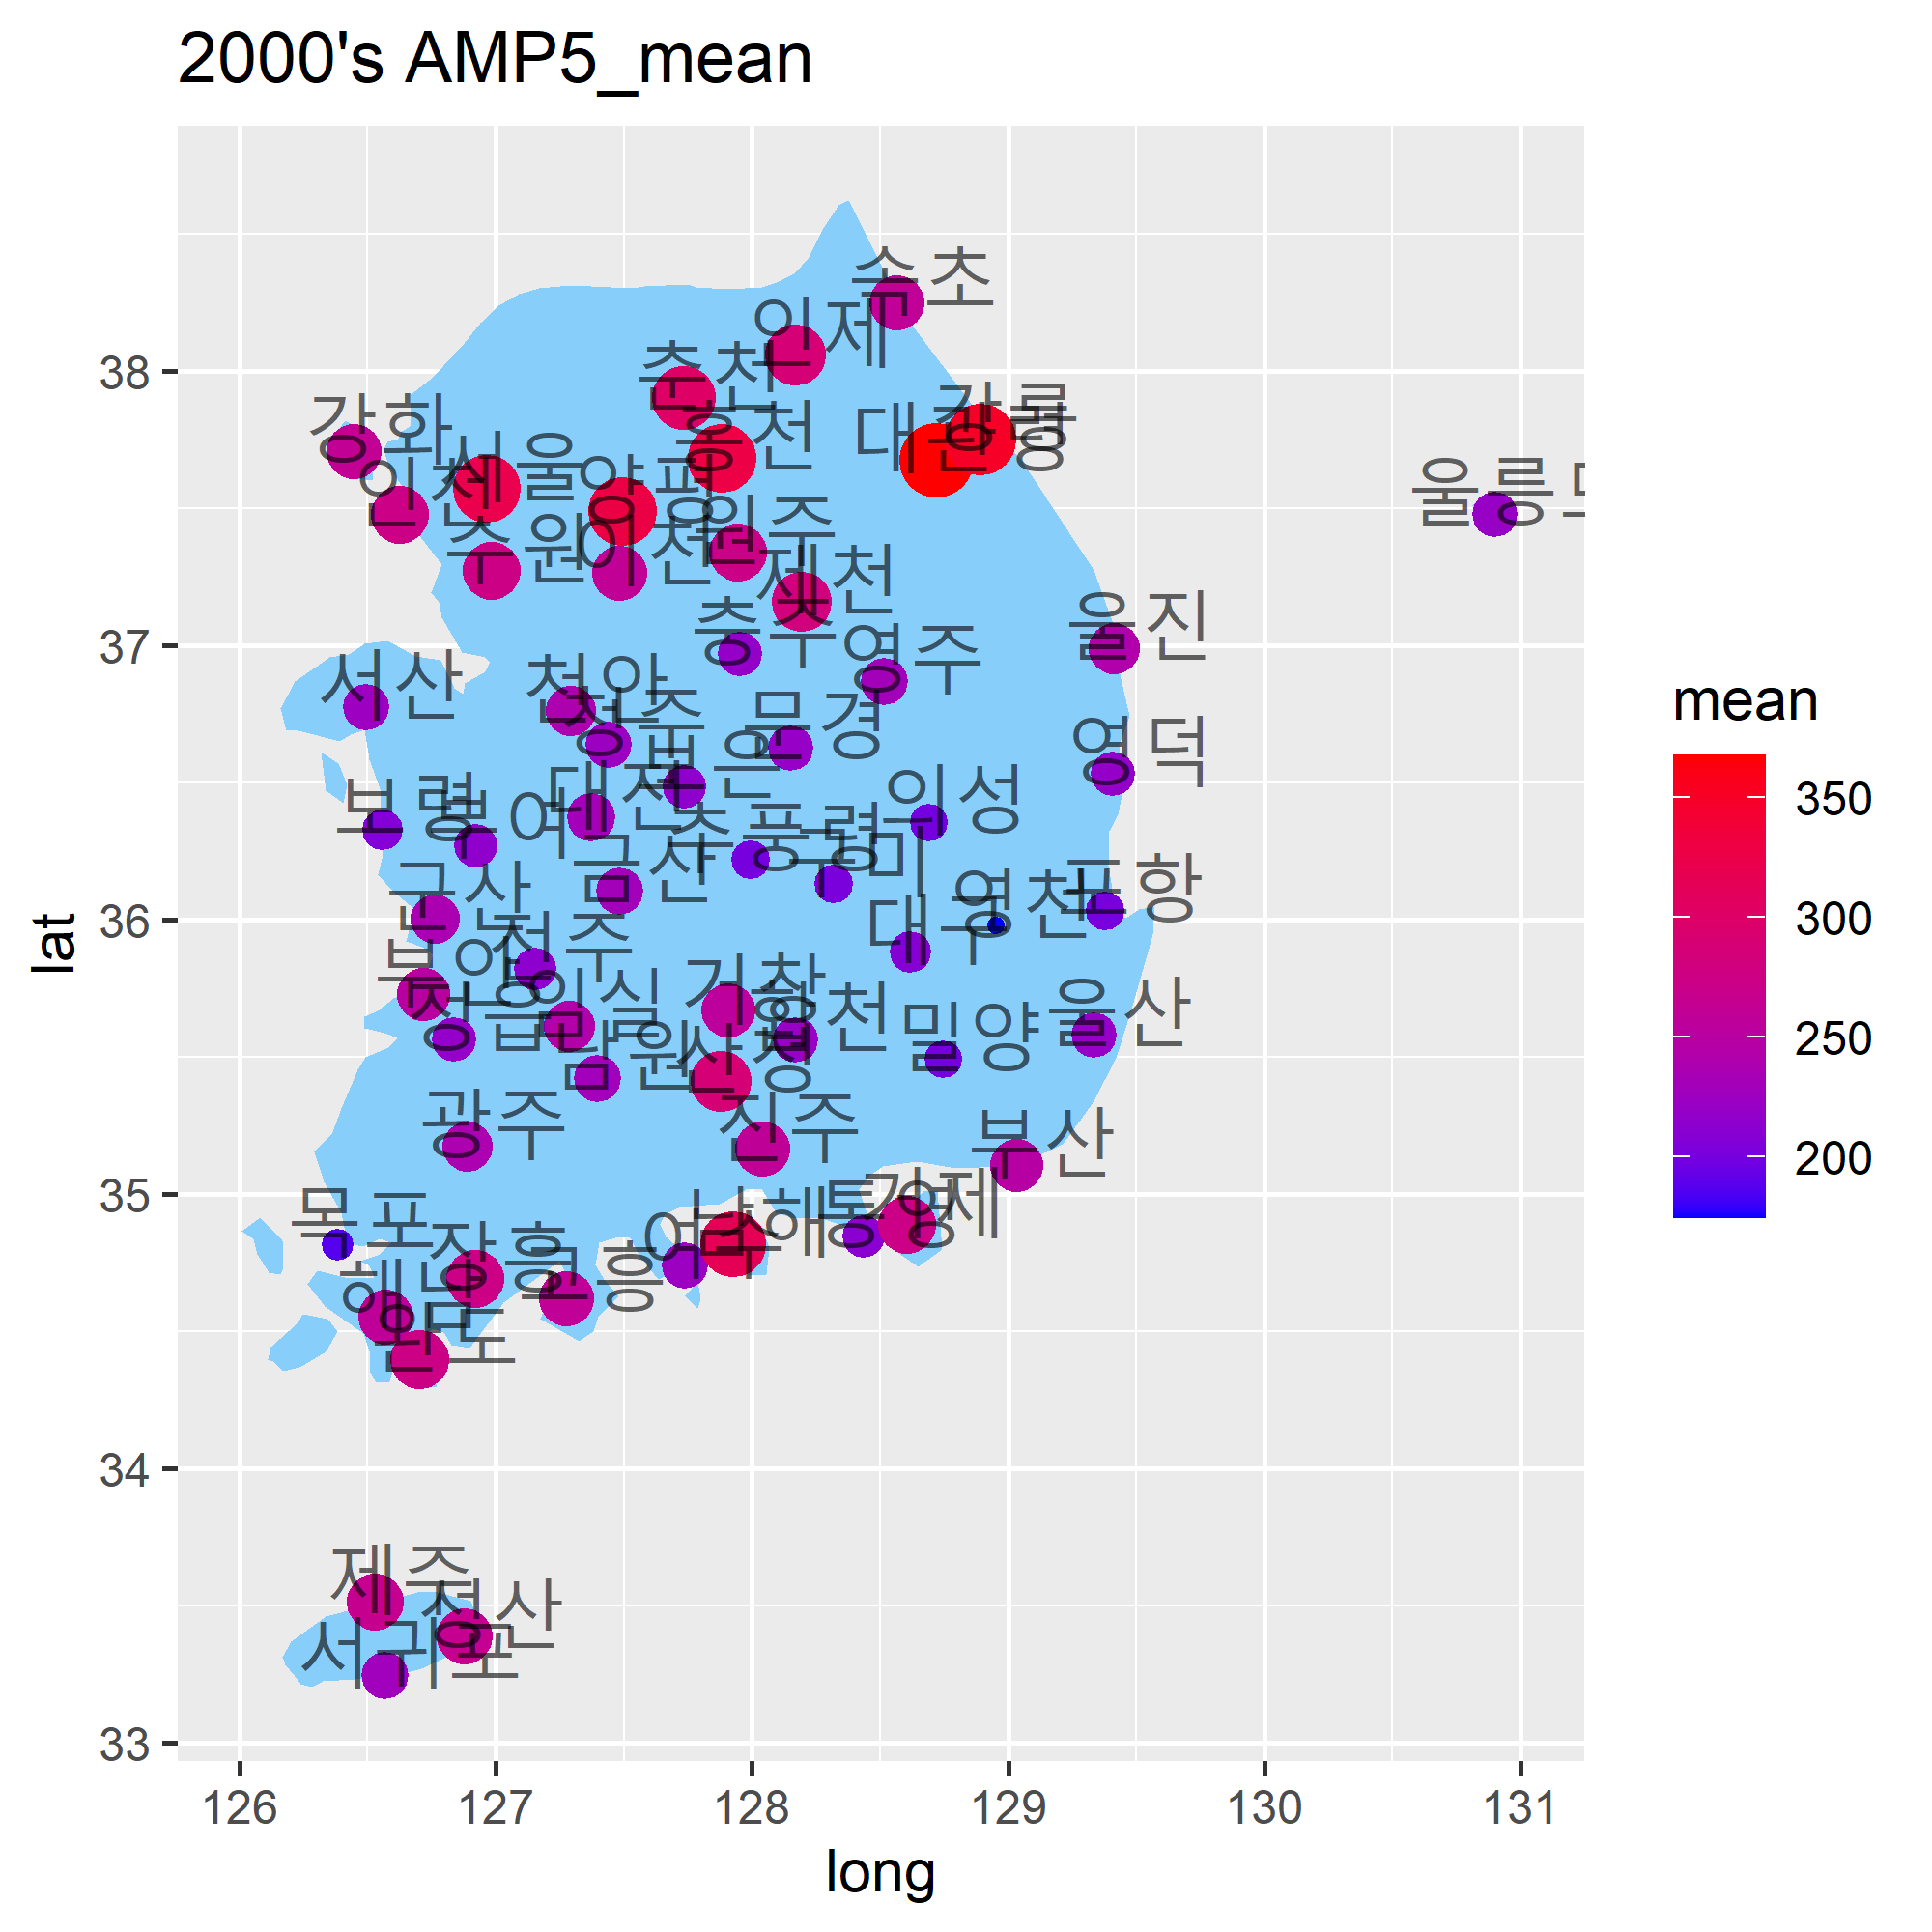 2000's AMP5_mean
속초
인제
춘천
강릉
강화
홍천
대관령
서울
인천
양평
울릉도
원주
수원
이천
제천
충주
울진
영주
서산
천안
청주
문경
영덕
보은
대전
의성
보령
부여
추풍령
금산
구미
군산
포항
영천
대구
전주
부안
거창
임실
합천
정읍
울산
밀양
남원
산청
광주
진주
부산
거제
목포
남해
통영
여수
장흥
고흥
해남
완도
제주
성산
서귀포
38
37
36
35
34
33
lat
126
127
128
129
130
131
long
mean
350
300
250
200